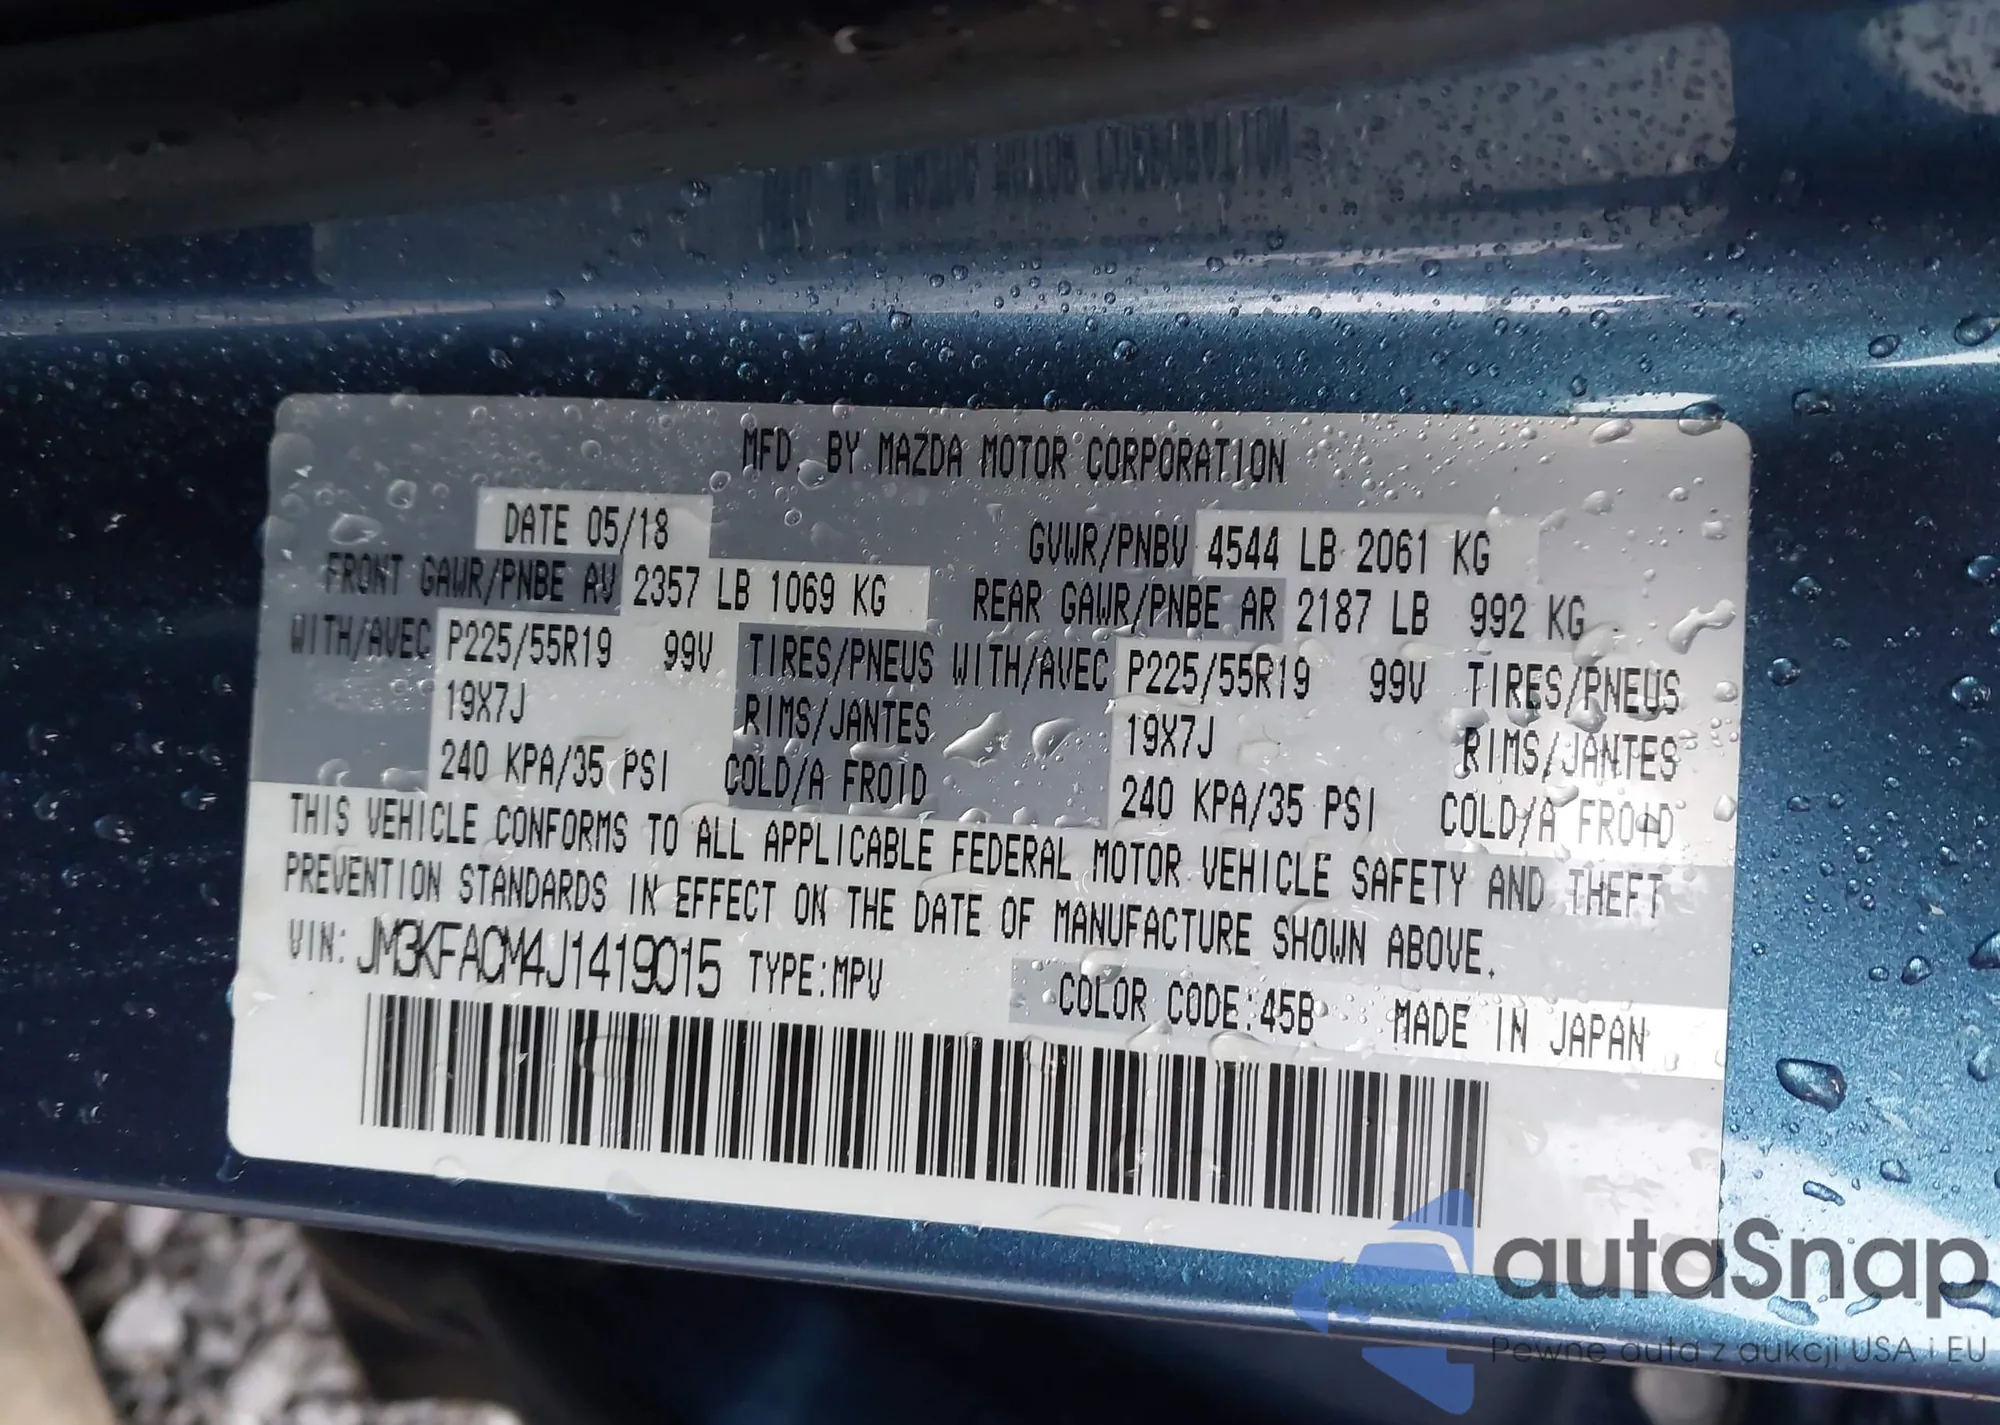 MFD. BY MAZDA MOTOR CORPORATION
DATE 05/18 GVWR/PNBV 4544 LB 2061 KG
FRONT GAWR/PNBE AV 2357 LB 1069 KG REAR GAWR/PNBE AR 2187 LB 992 KG
WITH/AVEC P225/55R19 99V TIRES/PNEUS WITH/AVEC P225/55R19 99V TIRES/PNEUS
19X7J RIMS/JANTES 19X7J RIMS/JANTES
240 KPA/35 PSI COLD/A FROID 240 KPA/35 PSI COLD/A FROID
THIS VEHICLE CONFORMS TO ALL APPLICABLE FEDERAL MOTOR VEHICLE SAFETY AND THEFT
PREVENTION STANDARDS IN EFFECT ON THE DATE OF MANUFACTURE SHOWN ABOVE.
VIN: JM3KFACM4J1419015 TYPE:MPV COLOR CODE:45B MADE IN JAPAN
autoSnap
Pewne auta z aukcji USA i EU